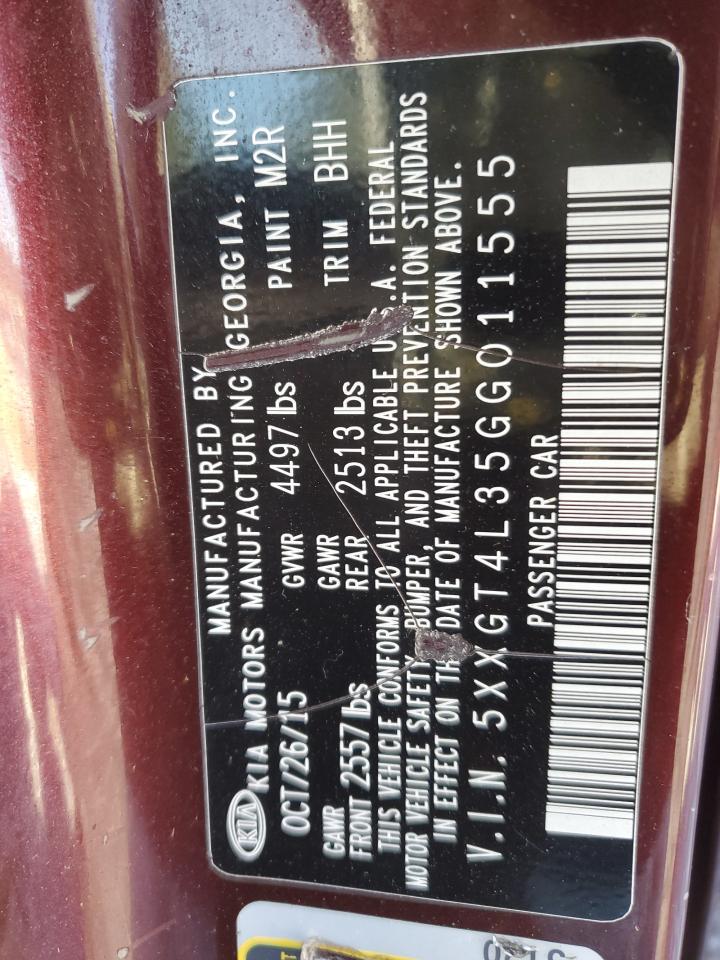 MANUFACTURED BY
KIA KIA MOTORS MANUFACTURING GEORGIA, INC.
OCT/26/15 GVWR 4497 lbs PAINT M2R
GAWR FRONT 2557 lbs GAWR REAR 2513 lbs TRIM BHH
THIS VEHICLE CONFORMS TO ALL APPLICABLE U. .A. FEDERAL
MOTOR VEHICLE SAFETY BUMPER, AND THEFT PREVENTION STANDARDS
IN EFFECT ON TH DATE OF MANUFACTURE SHOWN ABOVE.
V.I.N. 5XXGT4L35GG011555
PASSENGER CAR